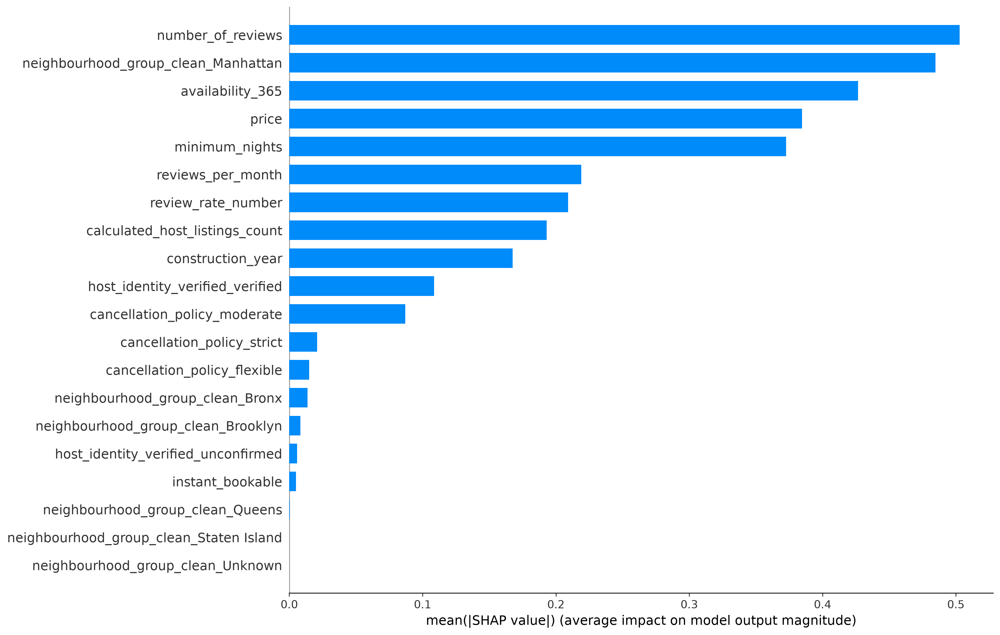 number_of_reviews
neighbourhood_group_clean_Manhattan
availability_365
price
minimum_nights
reviews_per_month
review_rate_number
calculated_host_listings_count
construction_year
host_identity_verified_verified
cancellation_policy_moderate
cancellation_policy_strict
cancellation_policy_flexible
neighbourhood_group_clean_Bronx
neighbourhood_group_clean_Brooklyn
host_identity_verified_unconfirmed
instant_bookable
neighbourhood_group_clean_Queens
neighbourhood_group_clean_Staten Island
neighbourhood_group_clean_Unknown
0.0 0.1 0.2 0.3 0.4 0.5
mean(|SHAP value|) (average impact on model output magnitude)